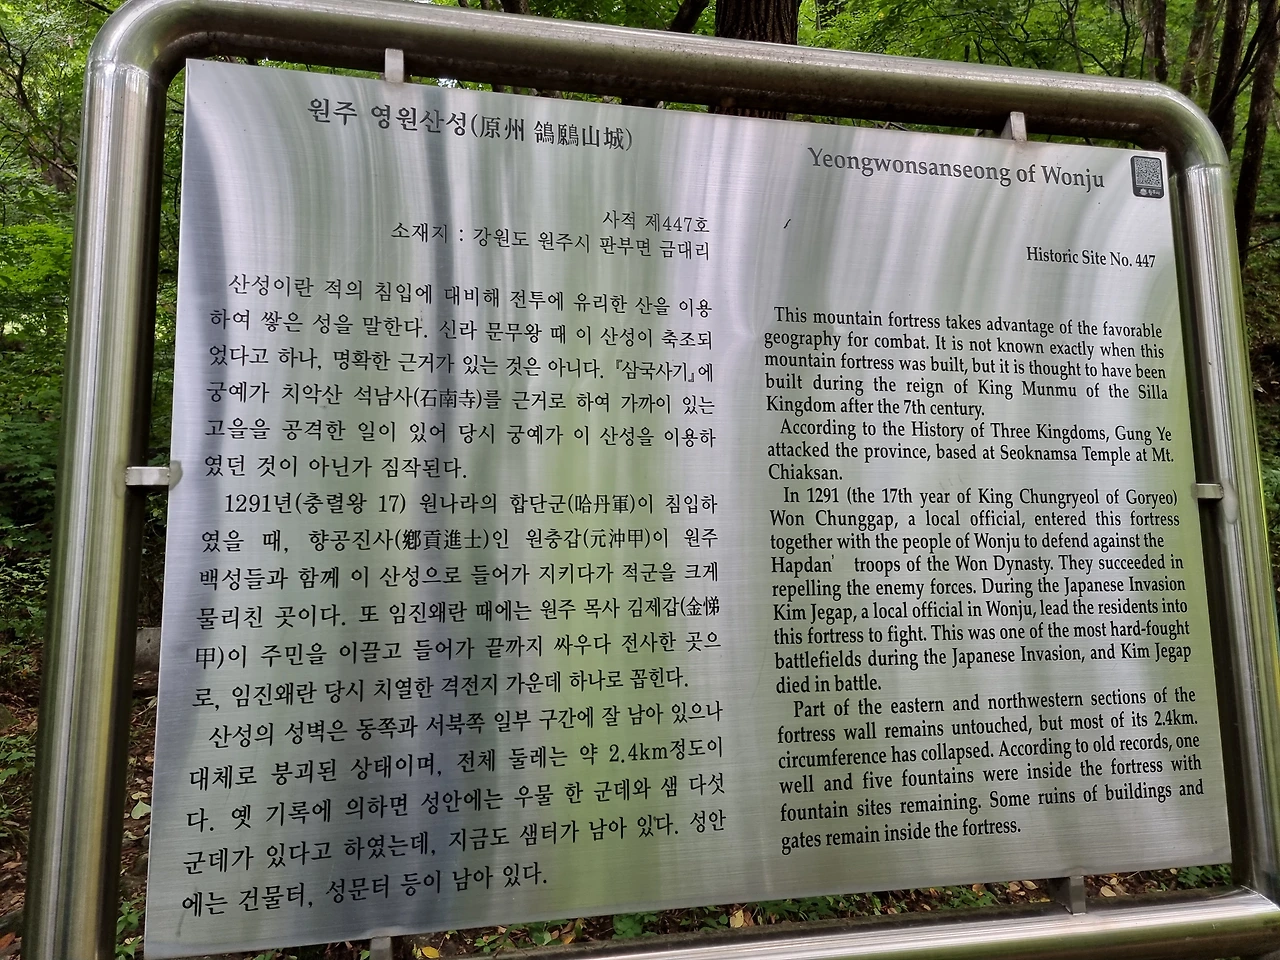 원주 영원산성(原州 鴒鶢山城)
사적 제447호
소재지 : 강원도 원주시 판부면 금대리
산성이란 적의 침입에 대비해 전투에 유리한 산을 이용
하여 쌓은 성을 말한다. 신라 문무왕 때 이 산성이 축조되
었다고 하나, 명확한 근거가 있는 것은 아니다. 『삼국사기』에
궁예가 치악산 석남사(石南寺)를 근거로 하여 가까이 있는
고을을 공격한 일이 있어 당시 궁예가 이 산성을 이용하
였던 것이 아닌가 짐작된다.
1291년(충렬왕 17) 원나라의 합단군(哈丹軍)이 침입하
였을 때, 향공진사(鄕貢進士)인 원충갑(元沖甲)이 원주
백성들과 함께 이 산성으로 들어가 지키다가 적군을 크게
물리친 곳이다. 또 임진왜란 때에는 원주 목사 김제갑(金悌
甲)이 주민을 이끌고 들어가 끝까지 싸우다 전사한 곳으
로, 임진왜란 당시 치열한 격전지 가운데 하나로 꼽힌다.
산성의 성벽은 동쪽과 서북쪽 일부 구간에 잘 남아 있으나
대체로 붕괴된 상태이며, 전체 둘레는 약 2.4km정도이
다. 옛 기록에 의하면 성안에는 우물 한 군데와 샘 다섯
군데가 있다고 하였는데, 지금도 샘터가 남아 있다. 성안
에는 건물터, 성문터 등이 남아 있다.
Yeongwonsanseong of Wonju
Historic Site No. 447
This mountain fortress takes advantage of the favorable
geography for combat. It is not known exactly when this
mountain fortress was built, but it is thought to have been
built during the reign of King Munmu of the Silla
Kingdom after the 7th century.
According to the History of Three Kingdoms, Gung Ye
attacked the province, based at Seoknamsa Temple at Mt.
Chiaksan.
In 1291 (the 17th year of King Chungryeol of Goryeo)
Won Chunggap, a local official, entered this fortress
together with the people of Wonju to defend against the
Hapdan' troops of the Won Dynasty. They succeeded in
repelling the enemy forces. During the Japanese Invasion
Kim Jegap, a local official in Wonju, lead the residents into
this fortress to fight. This was one of the most hard-fought
battlefields during the Japanese Invasion, and Kim Jegap
died in battle.
Part of the eastern and northwestern sections of the
fortress wall remains untouched, but most of its 2.4km.
circumference has collapsed. According to old records, one
well and five fountains were inside the fortress with
fountain sites remaining. Some ruins of buildings and
gates remain inside the fortress.